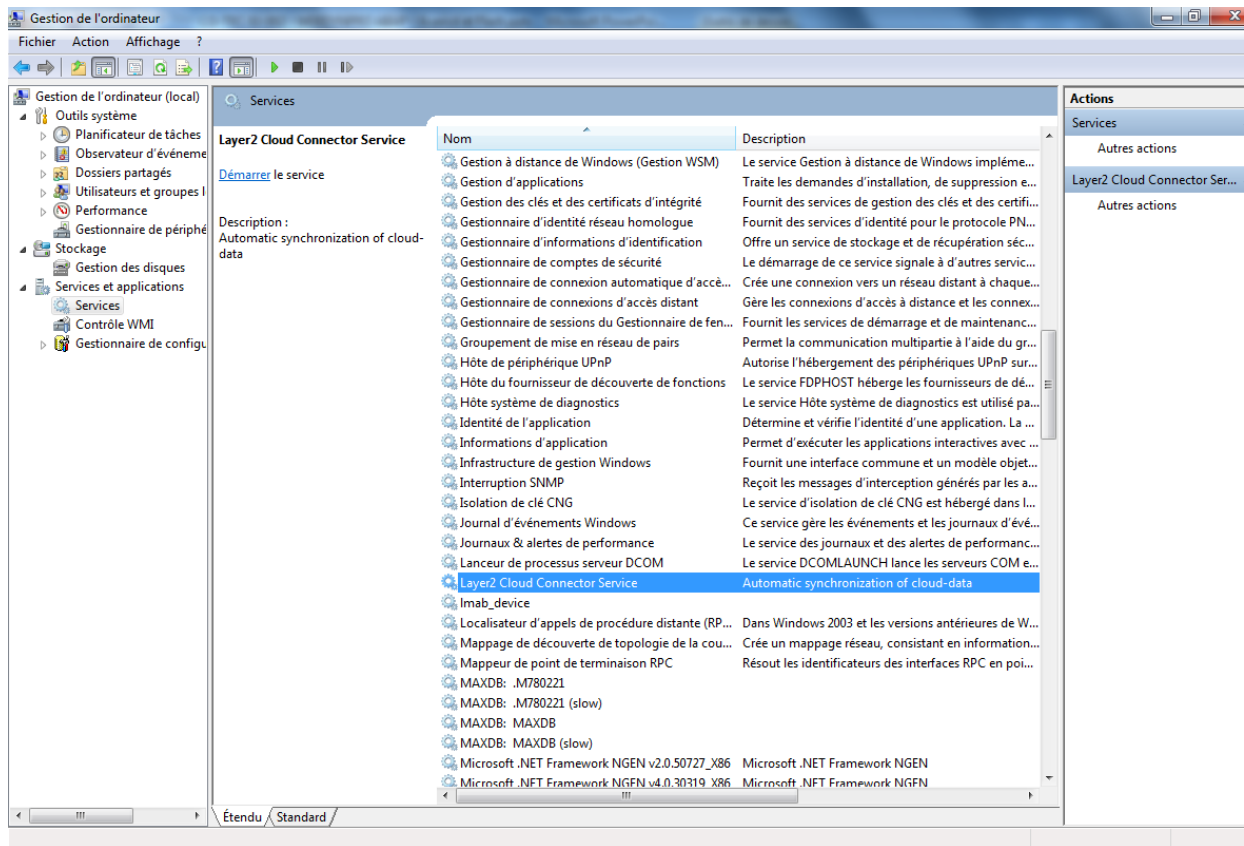 Gestion de l'ordinateur
Fichier Action Affichage ?
Gestion de l'ordinateur (local)
Outils système
Planificateur de tâches
Observateur d'événeme
Dossiers partagés
Utilisateurs et groupes l
Performance
Gestionnaire de périphé
Stockage
Gestion des disques
Services et applications
Services
Contrôle WMI
Gestionnaire de configu
Services
Layer2 Cloud Connector Service
Démarrer le service
Description :
Automatic synchronization of cloud-
data
Nom Description
Gestion à distance de Windows (Gestion WSM) Le service Gestion à distance de Windows impléme...
Gestion d'applications Traite les demandes d'installation, de suppression e...
Gestion des clés et des certificats d'intégrité Fournit des services de gestion des clés et des certifi...
Gestionnaire d'identité réseau homologue Fournit des services d'identité pour le protocole PN...
Gestionnaire d'informations d'identification Offre un service de stockage et de récupération séc...
Gestionnaire de comptes de sécurité Le démarrage de ce service signale à d'autres servic...
Gestionnaire de connexion automatique d'accè... Crée une connexion vers un réseau distant à chaque...
Gestionnaire de connexions d'accès distant Gère les connexions d'accès à distance et les connex...
Gestionnaire de sessions du Gestionnaire de fen... Fournit les services de démarrage et de maintenanc...
Groupement de mise en réseau de pairs Permet la communication multipartie à l'aide du gr...
Hôte de périphérique UPnP Autorise l'hébergement des périphériques UPnP sur...
Hôte du fournisseur de découverte de fonctions Le service FDPHOST héberge les fournisseurs de dé...
Hôte système de diagnostics Le service Hôte système de diagnostics est utilisé pa...
Identité de l'application Détermine et vérifie l'identité d'une application. La ...
Informations d'application Permet d'exécuter les applications interactives avec ...
Infrastructure de gestion Windows Fournit une interface commune et un modèle objet...
Interruption SNMP Reçoit les messages d'interception générés par les a...
Isolation de clé CNG Le service d'isolation de clé CNG est hébergé dans l...
Journal d'événements Windows Ce service gère les événements et les journaux d'évé...
Journaux & alertes de performance Le service des journaux et des alertes de performanc...
Lanceur de processus serveur DCOM Le service DCOMLAUNCH lance les serveurs COM e...
Layer2 Cloud Connector Service Automatic synchronization of cloud-data
lmab_device
Localisateur d'appels de procédure distante (RP... Dans Windows 2003 et les versions antérieures de W...
Mappage de découverte de topologie de la cou... Crée un mappage réseau, consistant en information...
Mappeur de point de terminaison RPC Résout les identificateurs des interfaces RPC en poi...
MAXDB: .M780221
MAXDB: .M780221 (slow)
MAXDB: MAXDB
MAXDB: MAXDB (slow)
Microsoft .NET Framework NGEN v2.0.50727_X86 Microsoft .NET Framework NGEN
Microsoft .NET Framework NGEN v4.0.30319_X86 Microsoft .NET Framework NGEN
Étendu Standard
Actions
Services
Autres actions
Layer2 Cloud Connector Ser...
Autres actions